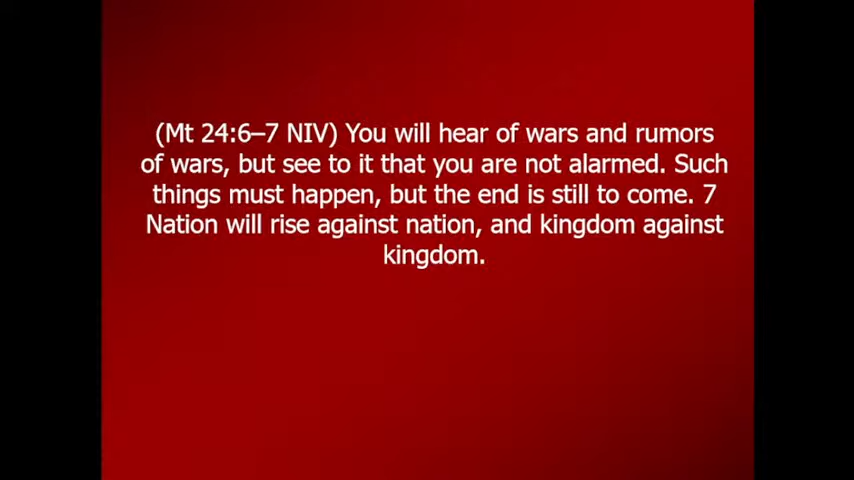 (Mt 24:6–7 NIV) You will hear of wars and rumors
of wars, but see to it that you are not alarmed. Such
things must happen, but the end is still to come. 7
Nation will rise against nation, and kingdom against
kingdom.